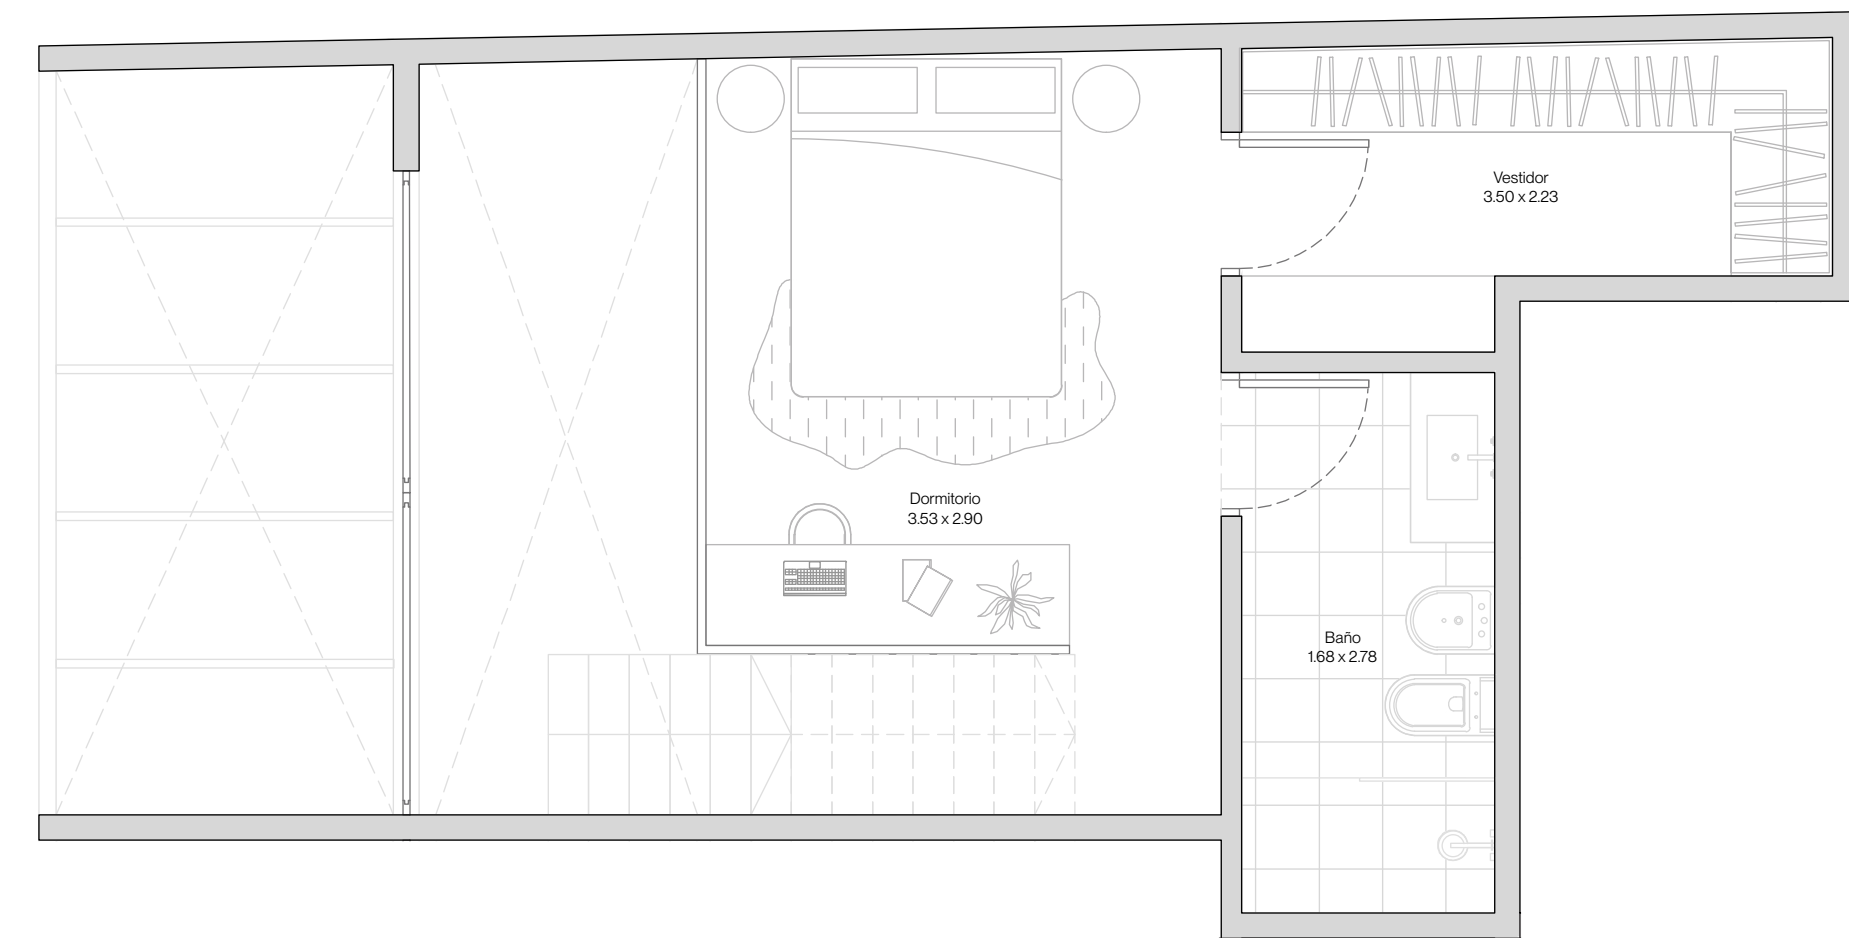 Vestidor
3.50 x 2.23
Dormitorio
3.53 x 2.90
Baño
1.68 x 2.78